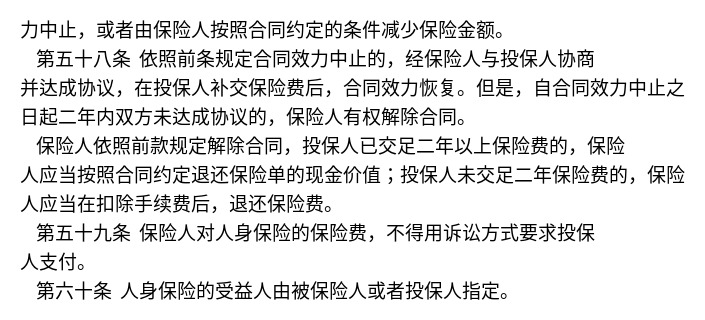 力中止，或者由保险人按照合同约定的条件减少保险金额。
第五十八条 依照前条规定合同效力中止的，经保险人与投保人协商
并达成协议，在投保人补交保险费后，合同效力恢复。但是，自合同效力中止之
日起二年内双方未达成协议的，保险人有权解除合同。
保险人依照前款规定解除合同，投保人已交足二年以上保险费的，保险
人应当按照合同约定退还保险单的现金价值；投保人未交足二年保险费的，保险
人应当在扣除手续费后，退还保险费。
第五十九条 保险人对人身保险的保险费，不得用诉讼方式要求投保
人支付。
第六十条 人身保险的受益人由被保险人或者投保人指定。